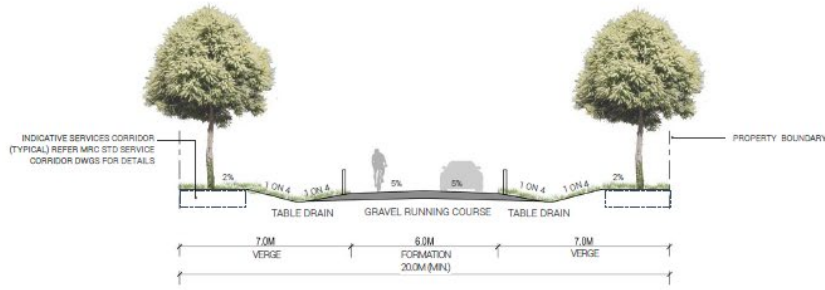 INDICATIVE SERVICES CORRIDOR
(TYPICAL) REFER MRC STD SERVICE
CORRIDOR DWGS FOR DETAILS
PROPERTY BOUNDARY
2%
1 ON 4
1 ON 4
5%
5%
1 ON 4
1 ON 4
2%
TABLE DRAIN
GRAVEL RUNNING COURSE
TABLE DRAIN
7.0M
VERGE
6.0M
FORMATION
7.0M
VERGE
20.0M (MIN.)